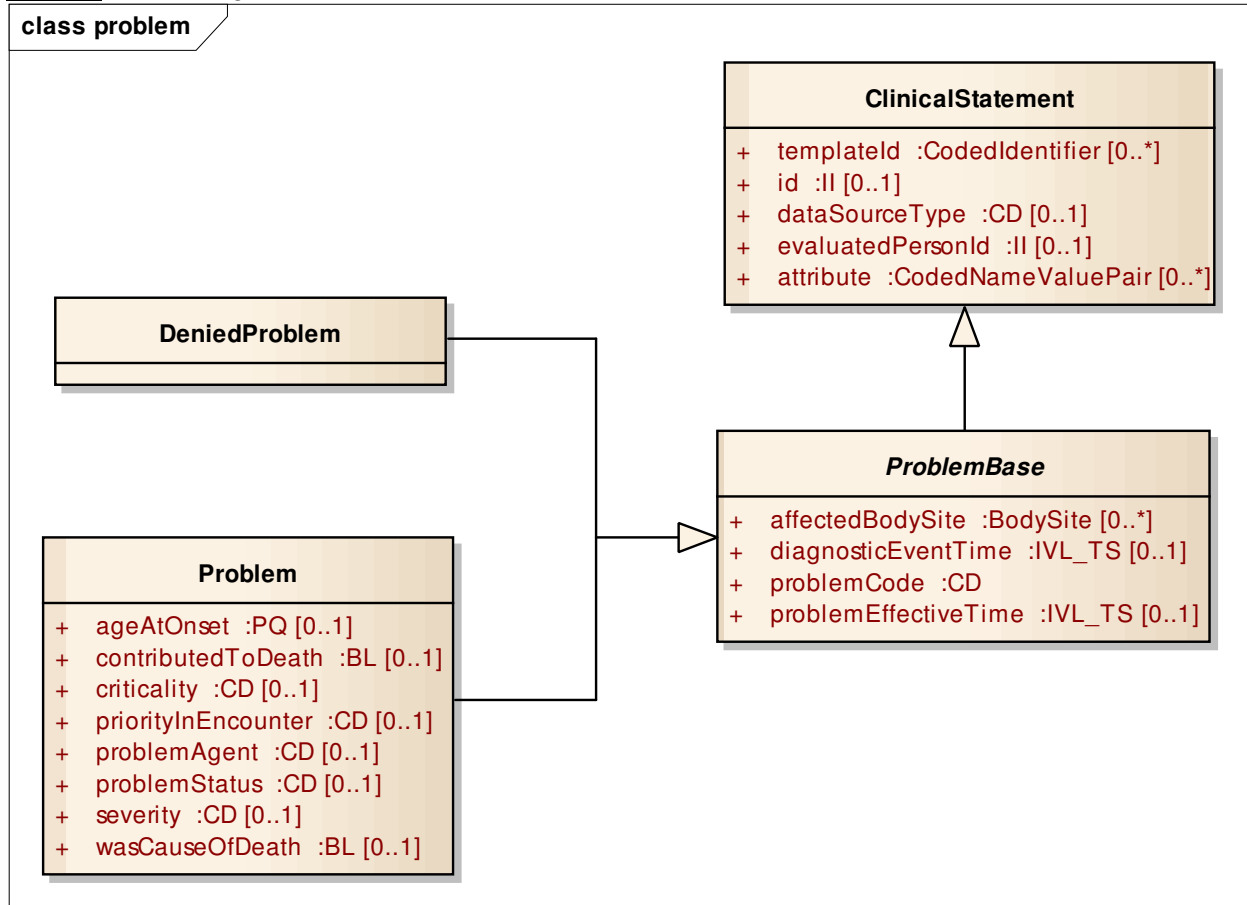 class problem
ClinicalStatement
+ templateId :CodedIdentifier [0..*]
+ id :II [0..1]
+ dataSourceType :CD [0..1]
+ evaluatedPersonId :II [0..1]
+ attribute :CodedNameValuePair [0..*]
DeniedProblem
ProblemBase
+ affectedBodySite :BodySite [0..*]
+ diagnosticEventTime :IVL_TS [0..1]
+ problemCode :CD
+ problemEffectiveTime :IVL_TS [0..1]
Problem
+ ageAtOnset :PQ [0..1]
+ contributedToDeath :BL [0..1]
+ criticality :CD [0..1]
+ priorityInEncounter :CD [0..1]
+ problemAgent :CD [0..1]
+ problemStatus :CD [0..1]
+ severity :CD [0..1]
+ wasCauseOfDeath :BL [0..1]